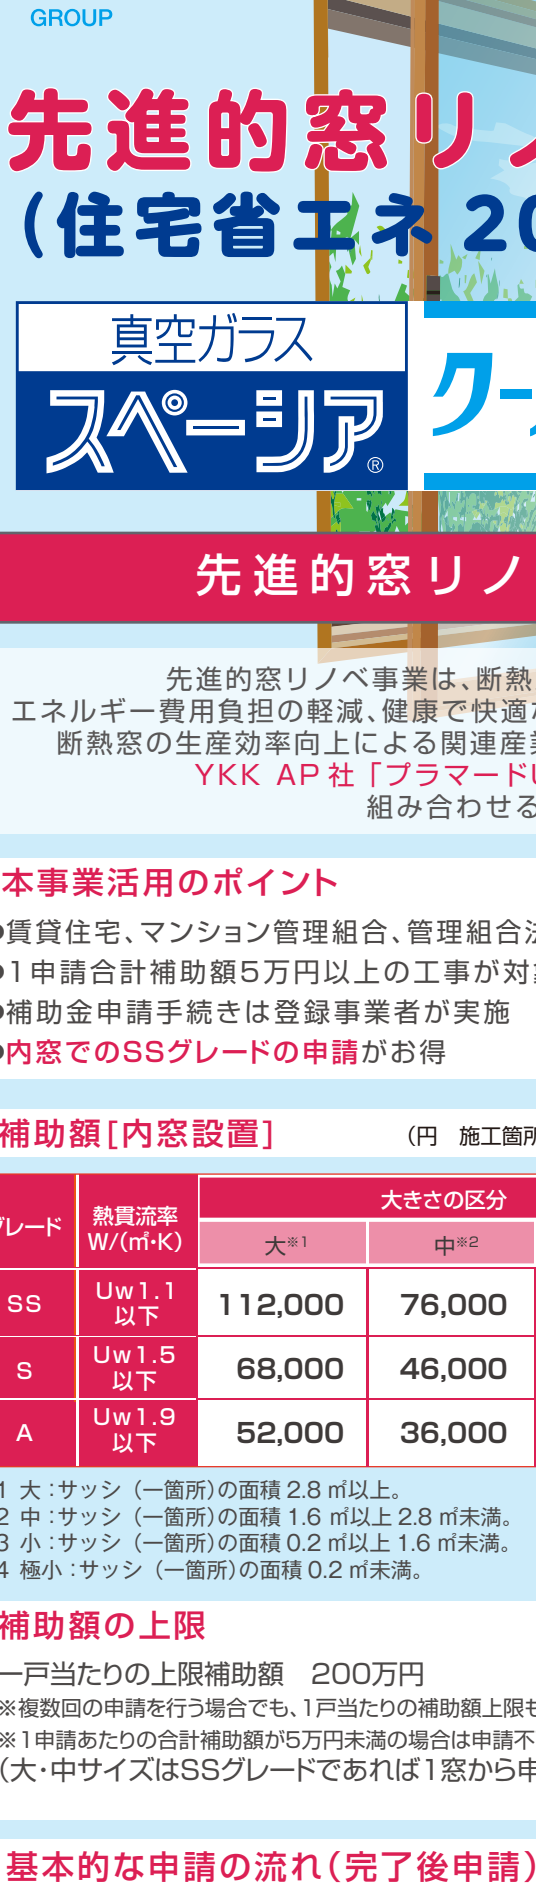 GROUP
先進的窓リノ
(住宅省エネ 20
真空ガラス
スペーシア®
クー
先進的窓リノ
先進的窓リノベ事業は、断熱
エネルギー費用負担の軽減、健康で快適な
断熱窓の生産効率向上による関連産業
YKK AP社「プラマードU
組み合わせる
本事業活用のポイント
●賃貸住宅、マンション管理組合、管理組合法
●1申請合計補助額5万円以上の工事が対象
●補助金申請手続きは登録事業者が実施
●内窓でのSSグレードの申請がお得
補助額[内窓設置] (円 施工箇所
グレード 熱貫流率 W/(㎡・K) 大きさの区分
大※1 中※2
SS Uw1.1以下 112,000 76,000
S Uw1.5以下 68,000 46,000
A Uw1.9以下 52,000 36,000
1 大:サッシ(一箇所)の面積 2.8 ㎡以上。
2 中:サッシ(一箇所)の面積 1.6 ㎡以上 2.8 ㎡未満。
3 小:サッシ(一箇所)の面積 0.2 ㎡以上 1.6 ㎡未満。
4 極小:サッシ(一箇所)の面積 0.2 ㎡未満。
補助額の上限
一戸当たりの上限補助額 200万円
※複数回の申請を行う場合でも、1戸当たりの補助額上限も
※1申請あたりの合計補助額が5万円未満の場合は申請不
(大・中サイズはSSグレードであれば1窓から申
基本的な申請の流れ(完了後申請)